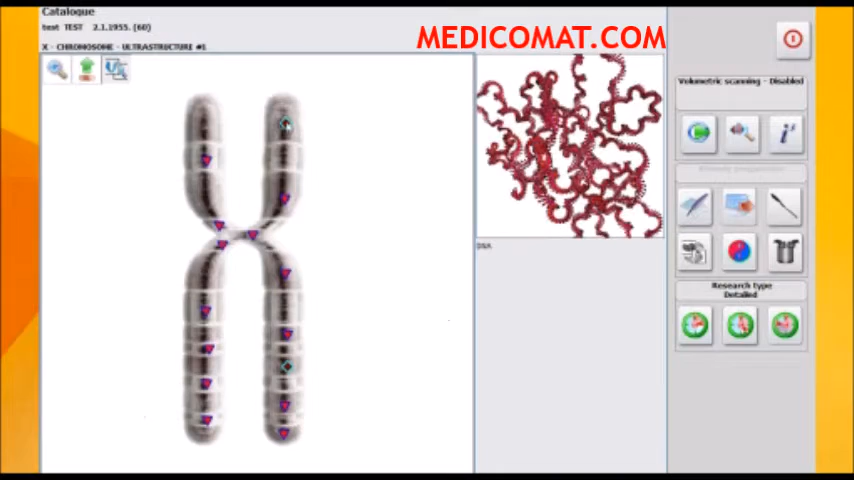 Catalogue
test TEST 2.1.1955. (60)
X - CHROMOSOME - ULTRASTRUCTURE #1
MEDICOMAT.COM
DNA
Volumetric scanning - Disabled
Research type
Detailed